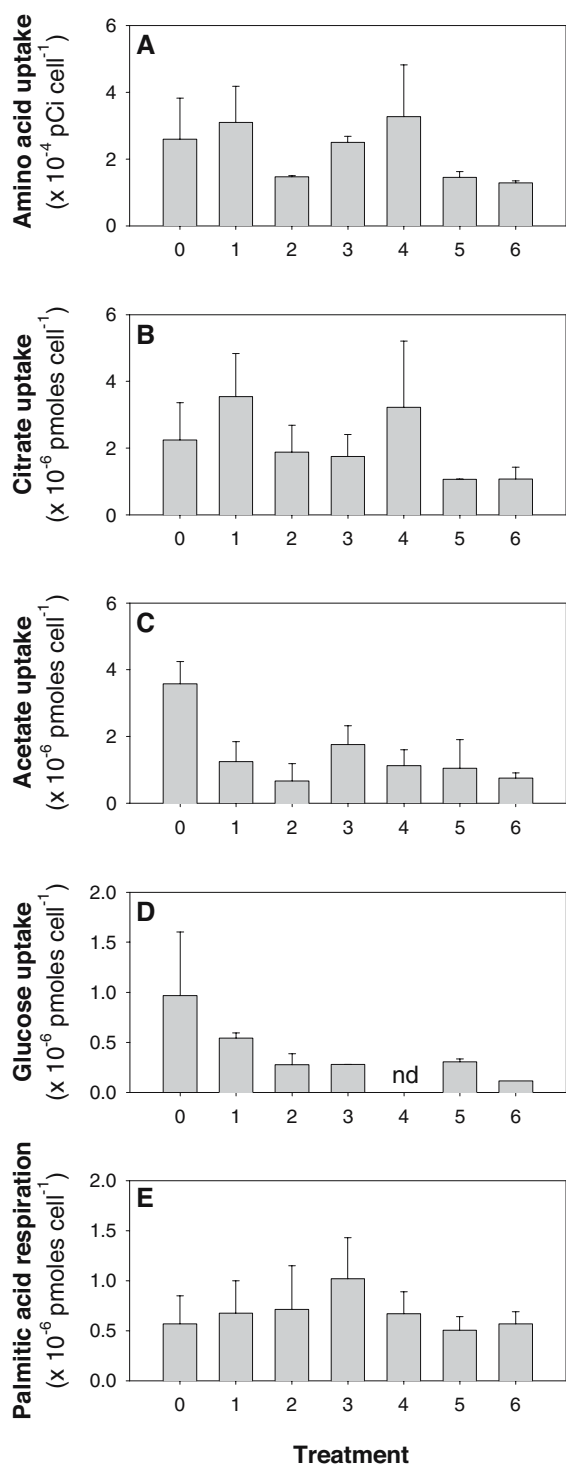 Amino acid uptake
(x 10⁻⁴ pCi cell⁻¹)
6
4
2
0
A
0 1 2 3 4 5 6
Citrate uptake
(x 10⁻⁶ pmoles cell⁻¹)
6
4
2
0
B
0 1 2 3 4 5 6
Acetate uptake
(x 10⁻⁶ pmoles cell⁻¹)
6
4
2
0
C
0 1 2 3 4 5 6
Glucose uptake
(x 10⁻⁶ pmoles cell⁻¹)
2.0
1.5
1.0
0.5
0.0
D
nd
0 1 2 3 4 5 6
Palmitic acid respiration
(x 10⁻⁶ pmoles cell⁻¹)
2.0
1.5
1.0
0.5
0.0
E
0 1 2 3 4 5 6
Treatment